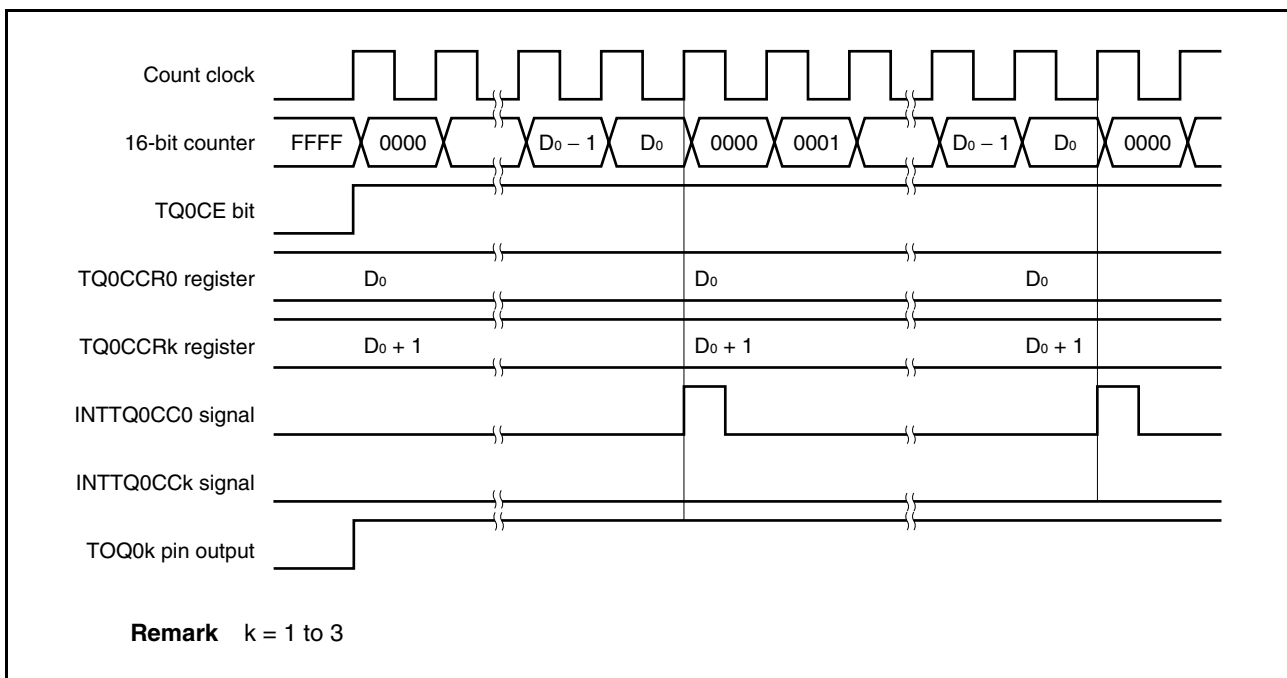 Count clock
16-bit counter FFFF 0000 D₀ − 1 D₀ 0000 0001 D₀ − 1 D₀ 0000
TQ0CE bit
TQ0CCR0 register D₀ D₀ D₀
TQ0CCRk register D₀ + 1 D₀ + 1 D₀ + 1
INTTQ0CC0 signal
INTTQ0CCk signal
TOQ0k pin output
Remark k = 1 to 3